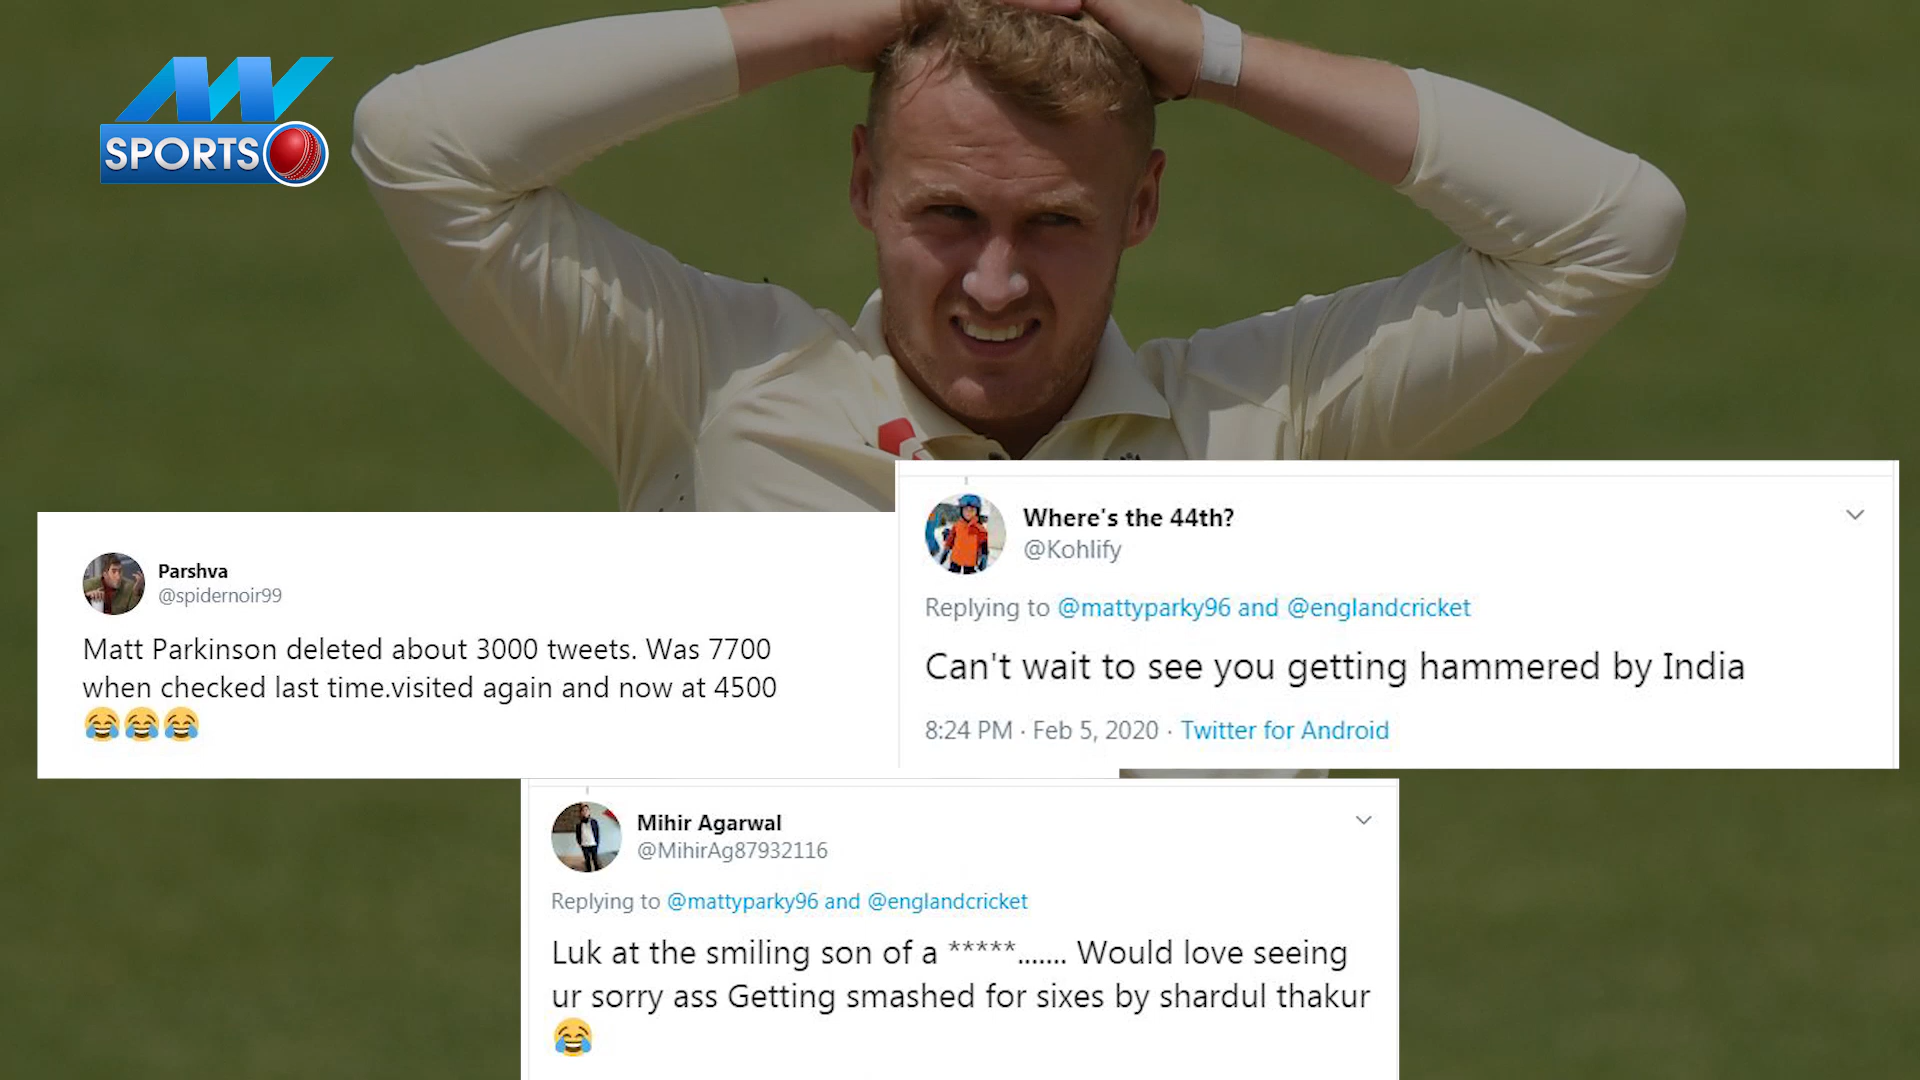 AW
SPORTS
Parshva
@spidernoir99
Matt Parkinson deleted about 3000 tweets. Was 7700
when checked last time.visited again and now at 4500
😂😂😂
Where's the 44th?
@Kohlify
Replying to @mattyparky96 and @englandcricket
Can't wait to see you getting hammered by India
8:24 PM · Feb 5, 2020 · Twitter for Android
Mihir Agarwal
@MihirAg87932116
Replying to @mattyparky96 and @englandcricket
Luk at the smiling son of a *****....... Would love seeing
ur sorry ass Getting smashed for sixes by shardul thakur
😂